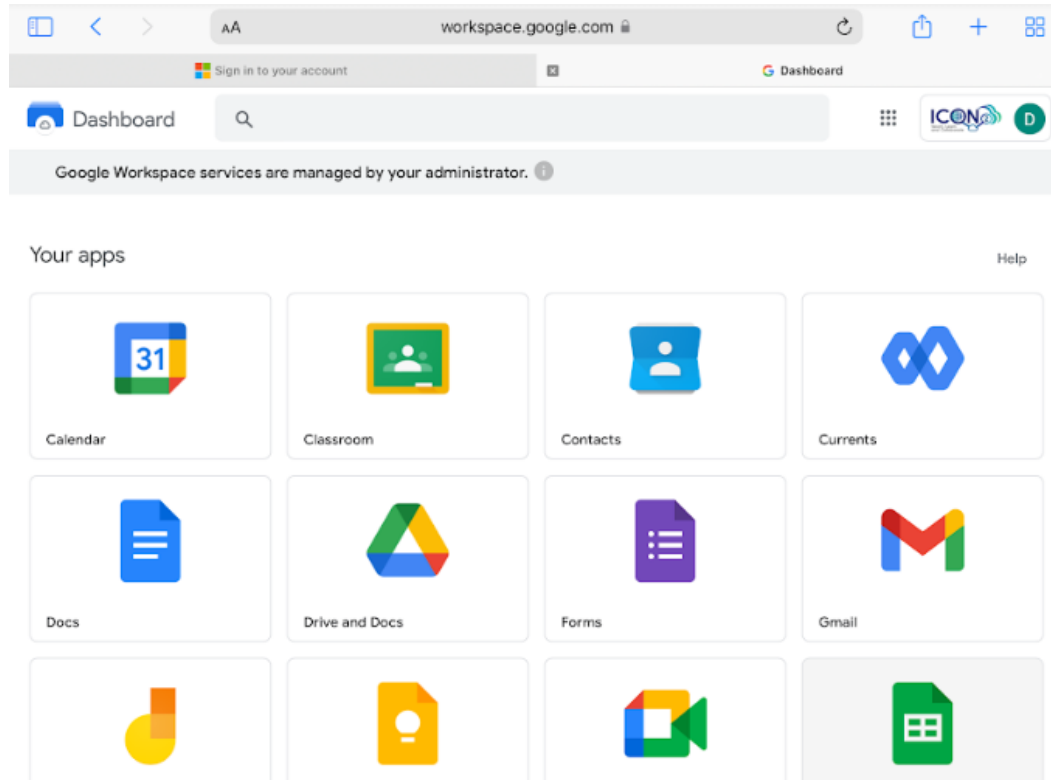 AA
workspace.google.com
Sign in to your account
Dashboard
Dashboard
ICON
D
Google Workspace services are managed by your administrator.
Your apps
Help
31
Calendar
Classroom
Contacts
Currents
Docs
Drive and Docs
Forms
Gmail